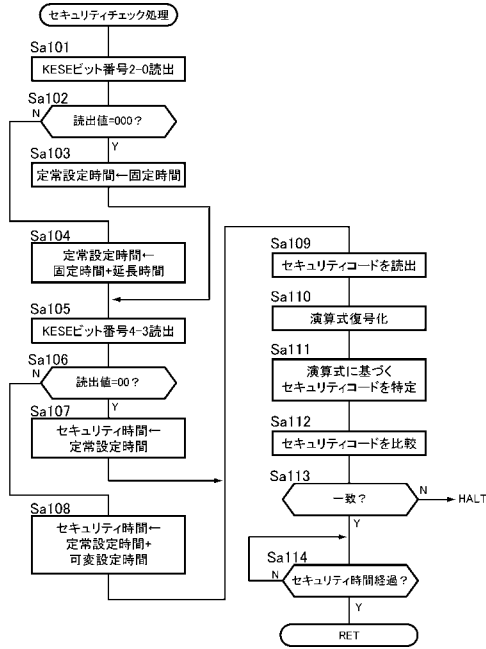 セキュリティチェック処理
Sa101
KESEビット番号2-0読出
Sa102
N
読出値=000?
Y
Sa103
定常設定時間←固定時間
Sa104
定常設定時間←
固定時間+延長時間
Sa105
KESEビット番号4-3読出
Sa106
N
読出値=00?
Y
Sa107
セキュリティ時間←
定常設定時間
Sa108
セキュリティ時間←
定常設定時間+
可変設定時間
Sa109
セキュリティコードを読出
Sa110
演算式復号化
Sa111
演算式に基づく
セキュリティコードを特定
Sa112
セキュリティコードを比較
Sa113
一致?
N
HALT
Y
Sa114
N
セキュリティ時間経過?
Y
RET